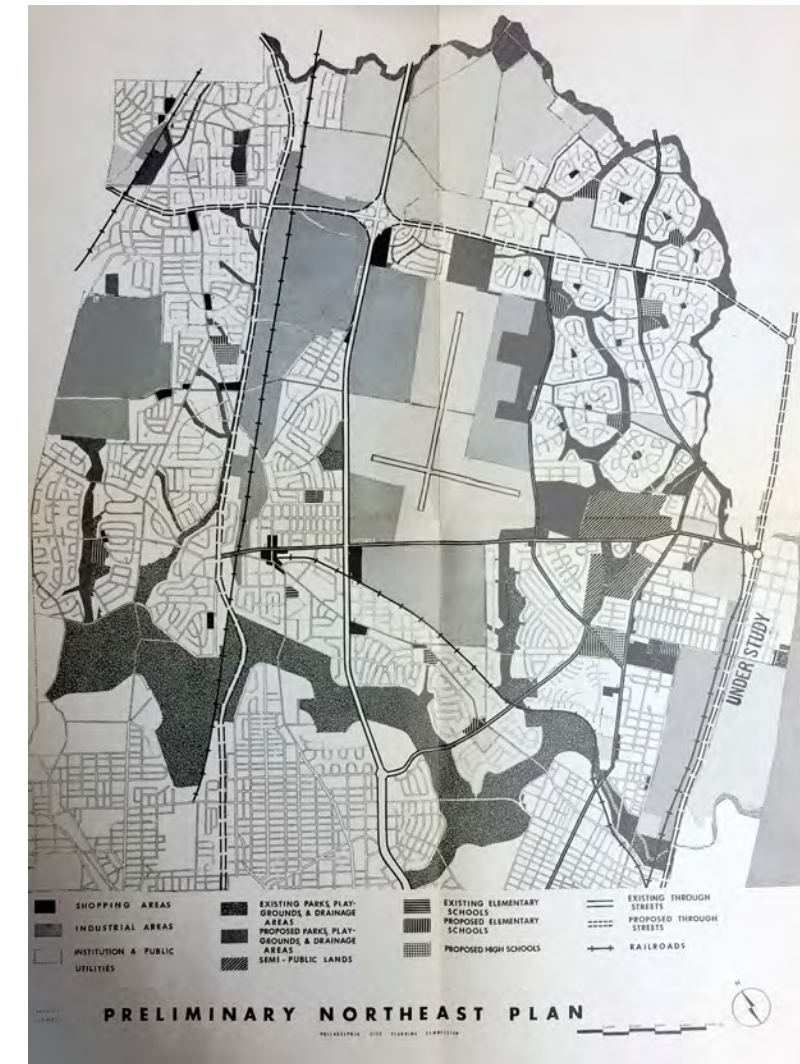 UNDER STUDY
SHOPPING AREAS
INDUSTRIAL AREAS
INSTITUTION & PUBLIC
UTILITIES
EXISTING PARKS, PLAY-
GROUNDS, & DRAINAGE
AREAS
PROPOSED PARKS, PLAY-
GROUNDS, & DRAINAGE
AREAS
SEMI-PUBLIC LANDS
EXISTING ELEMENTARY
SCHOOLS
PROPOSED ELEMENTARY
SCHOOLS
PROPOSED HIGH SCHOOLS
EXISTING THROUGH
STREETS
PROPOSED THROUGH
STREETS
RAILROADS
PRELIMINARY NORTHEAST PLAN
PHILADELPHIA CITY PLANNING COMMISSION